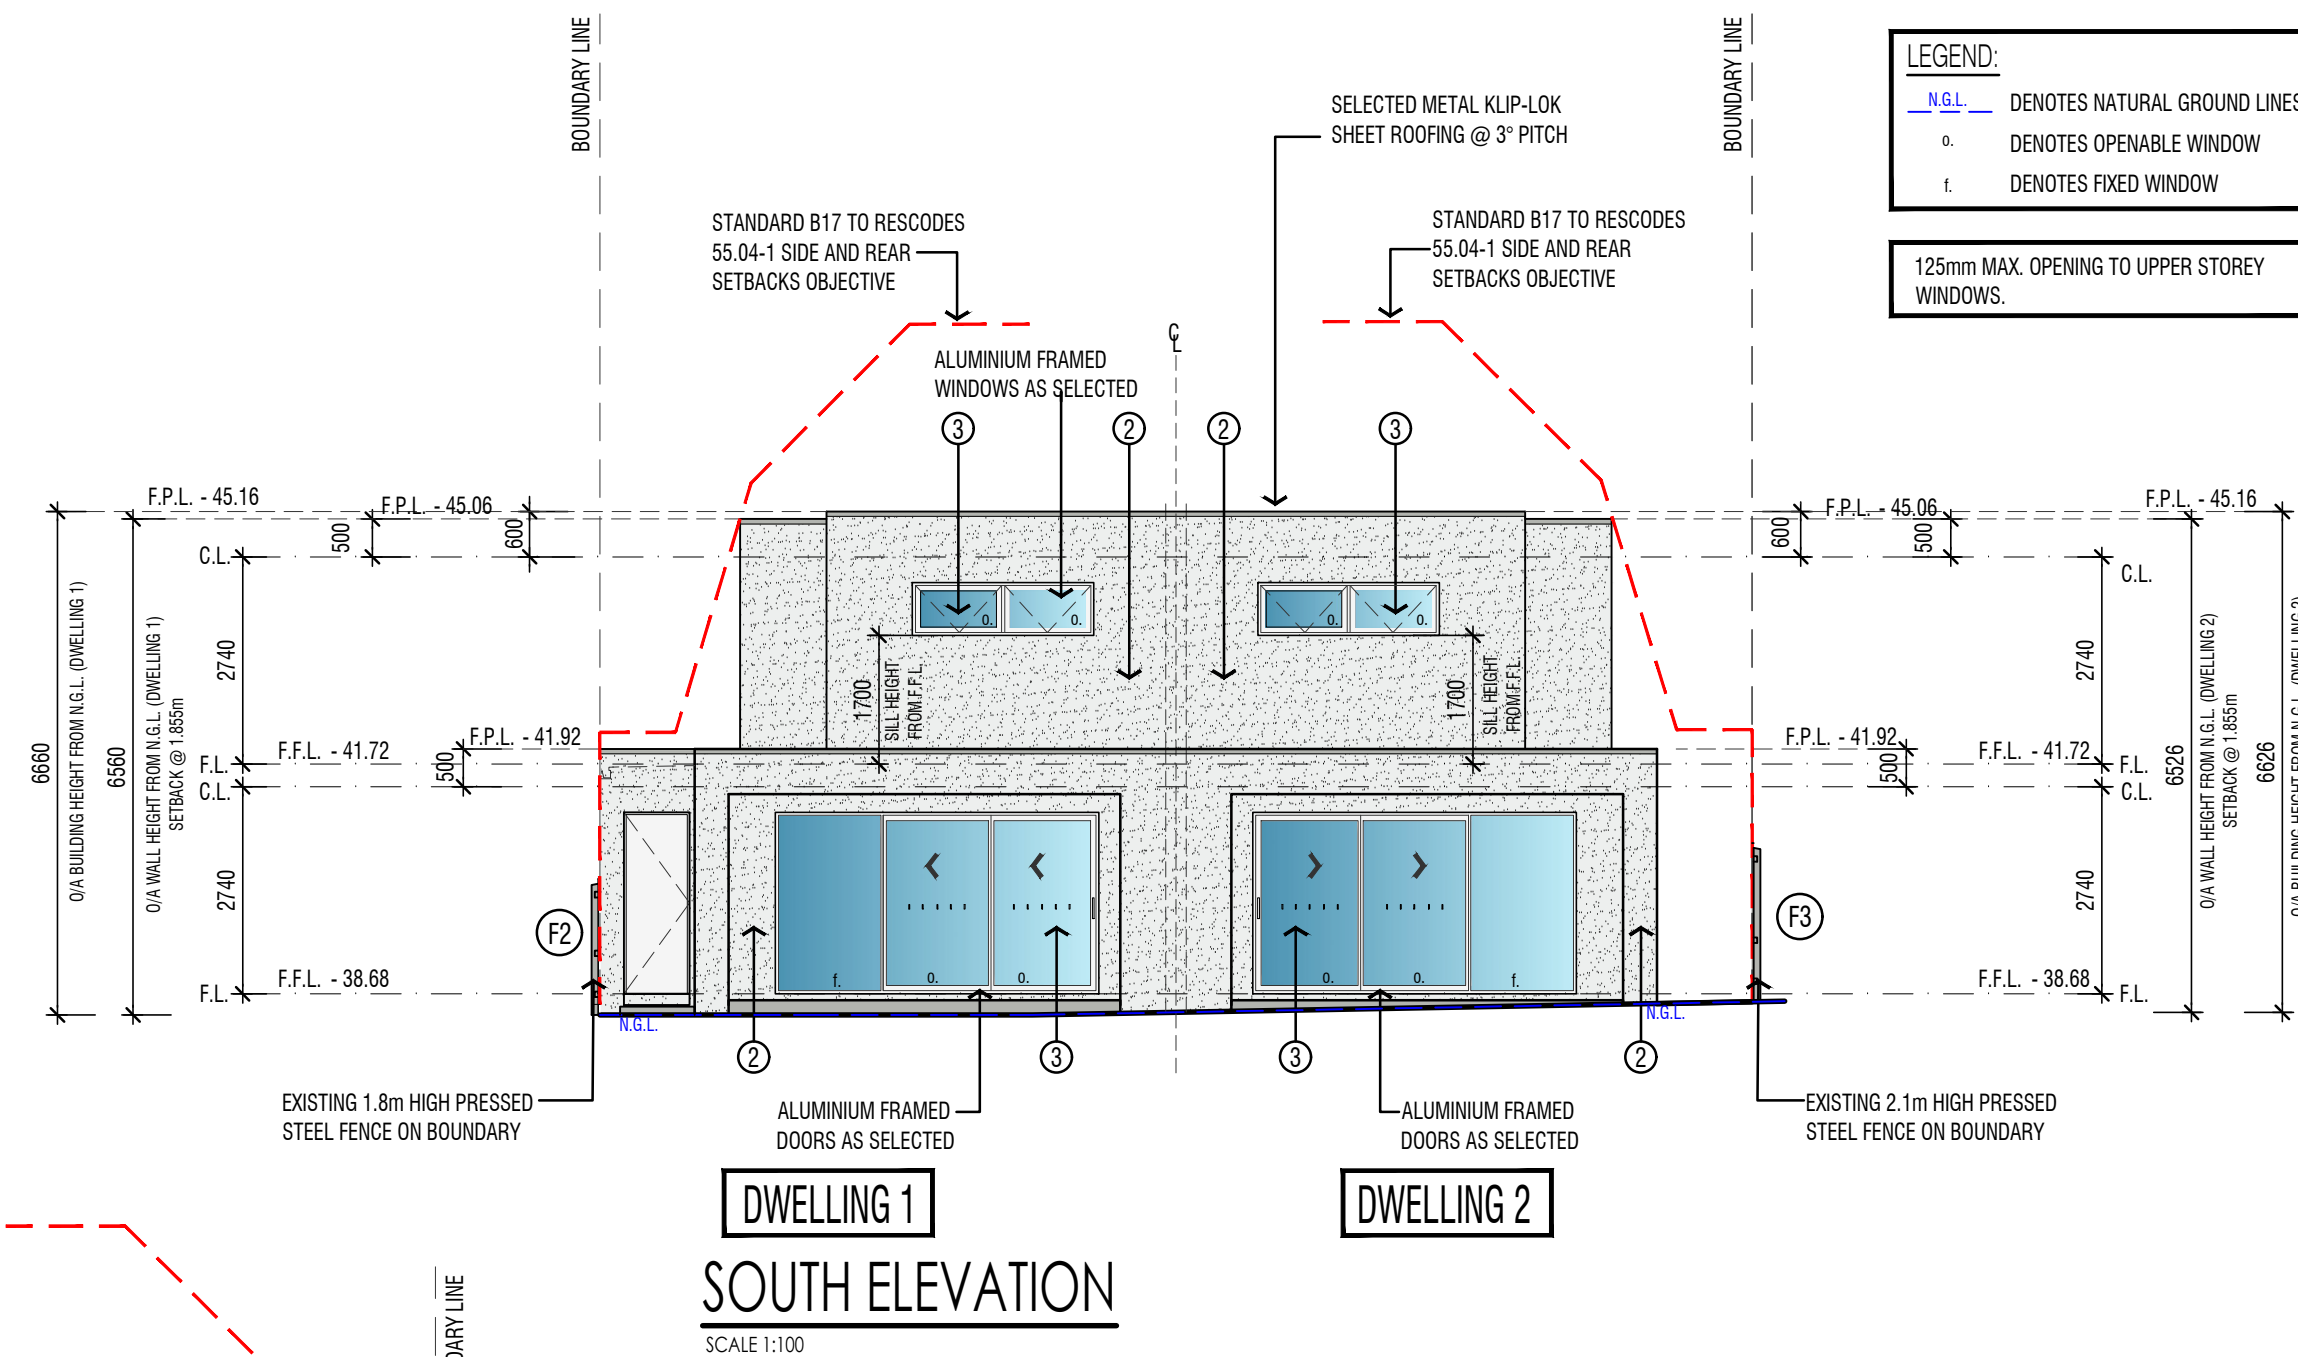 BOUNDARY LINE
BOUNDARY LINE
LEGEND:
N.G.L. DENOTES NATURAL GROUND LINES
o. DENOTES OPENABLE WINDOW
f. DENOTES FIXED WINDOW
125mm MAX. OPENING TO UPPER STOREY
WINDOWS.
SELECTED METAL KLIP-LOK
SHEET ROOFING @ 3° PITCH
STANDARD B17 TO RESCODES
55.04-1 SIDE AND REAR
SETBACKS OBJECTIVE
STANDARD B17 TO RESCODES
55.04-1 SIDE AND REAR
SETBACKS OBJECTIVE
CL
ALUMINIUM FRAMED
WINDOWS AS SELECTED
3
2
2
3
F.P.L. - 45.16
F.P.L. - 45.06
500
600
C.L.
2740
F.L.
F.F.L. - 41.72
F.P.L. - 41.92
500
C.L.
2740
F.L.
F.F.L. - 38.68
6660
O/A BUILDING HEIGHT FROM N.G.L. (DWELLING 1)
6560
O/A WALL HEIGHT FROM N.G.L. (DWELLING 1)
SETBACK @ 1.855m
o.
o.
o.
o.
1700
SILL HEIGHT
FROM F.F.L.
1700
SILL HEIGHT
FROM F.F.L.
F.P.L. - 45.06
F.P.L. - 45.16
600
500
C.L.
2740
F.P.L. - 41.92
500
F.F.L. - 41.72
F.L.
C.L.
2740
F.F.L. - 38.68
F.L.
6526
O/A WALL HEIGHT FROM N.G.L. (DWELLING 2)
SETBACK @ 1.855m
6626
O/A BUILDING HEIGHT FROM N.G.L. (DWELLING 2)
F2
F3
f.
o.
o.
o.
o.
f.
N.G.L.
N.G.L.
2
3
3
2
EXISTING 1.8m HIGH PRESSED
STEEL FENCE ON BOUNDARY
ALUMINIUM FRAMED
DOORS AS SELECTED
ALUMINIUM FRAMED
DOORS AS SELECTED
EXISTING 2.1m HIGH PRESSED
STEEL FENCE ON BOUNDARY
DWELLING 1
DWELLING 2
SOUTH ELEVATION
SCALE 1:100
DARY LINE